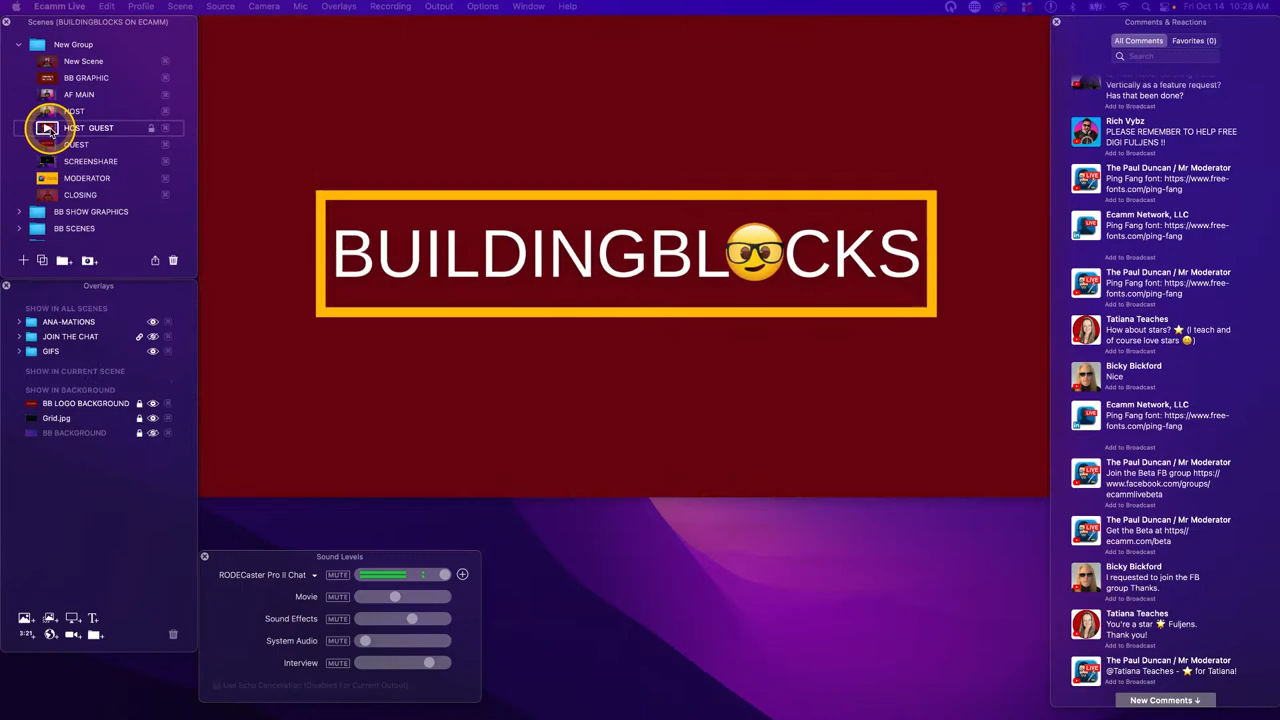 Ecamm Live Edit Profile Scene Source Camera Mic Overlays Recording Output Options Window Help
Fri Oct 14 10:28 AM
Scenes [BUILDINGBLOCKS ON ECAMM]
New Group
New Scene
BB GRAPHIC
AF MAIN
HOST
HOST GUEST
GUEST
SCREENSHARE
MODERATOR
CLOSING
BB SHOW GRAPHICS
BB SCENES
Overlays
SHOW IN ALL SCENES
ANA-MATIONS
JOIN THE CHAT
GIFS
SHOW IN CURRENT SCENE
SHOW IN BACKGROUND
BB LOGO BACKGROUND
Grid.jpg
BB BACKGROUND
3:21
BUILDINGBL🤓CKS
Sound Levels
RODECaster Pro II Chat MUTE
Movie MUTE
Sound Effects MUTE
System Audio MUTE
Interview MUTE
Use Echo Cancellation (Disabled For Current Output)
Comments & Reactions
All Comments Favorites (0)
Search
Vertically as a feature request?
Has that been done?
Add to Broadcast
Rich Vybz
PLEASE REMEMBER TO HELP FREE
DIGI FULJENS !!
Add to Broadcast
The Paul Duncan / Mr Moderator
Ping Fang font: https://www.free-
fonts.com/ping-fang
Add to Broadcast
Ecamm Network, LLC
Ping Fang font: https://www.free-
fonts.com/ping-fang
Add to Broadcast
The Paul Duncan / Mr Moderator
Ping Fang font: https://www.free-
fonts.com/ping-fang
Add to Broadcast
Tatiana Teaches
How about stars? ⭐ (I teach and
of course love stars 😀)
Add to Broadcast
Bicky Bickford
Nice
Add to Broadcast
Ecamm Network, LLC
Ping Fang font: https://www.free-
fonts.com/ping-fang
Add to Broadcast
The Paul Duncan / Mr Moderator
Join the Beta FB group https://
www.facebook.com/groups/
ecammlivebeta
Add to Broadcast
The Paul Duncan / Mr Moderator
Get the Beta at https//
ecamm.com/beta
Add to Broadcast
Bicky Bickford
I requested to join the FB
group Thanks.
Add to Broadcast
Tatiana Teaches
You're a star 🌟 Fuljens.
Thank you!
Add to Broadcast
The Paul Duncan / Mr Moderator
@Tatiana Teaches - ⭐ for Tatiana!
Add to Broadcast
New Comments ↓